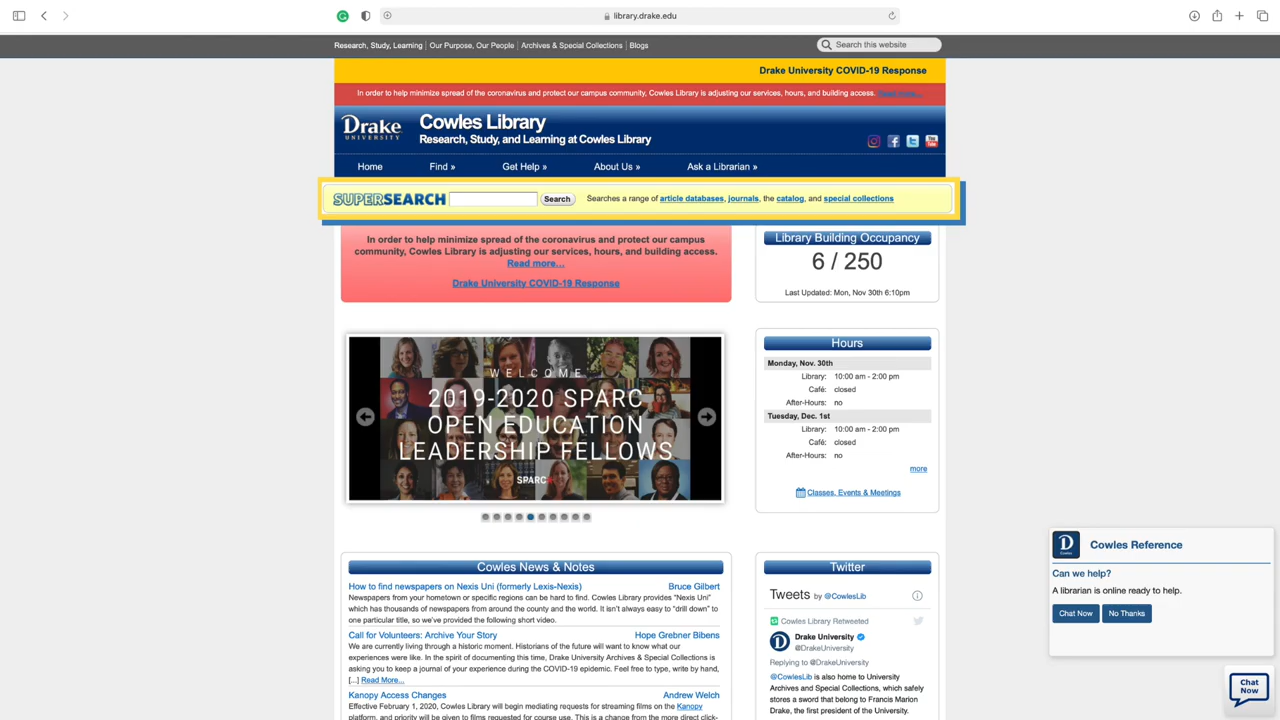 library.drake.edu
Research, Study, Learning | Our Purpose, Our People | Archives & Special Collections | Blogs
Search this website
Drake University COVID-19 Response
In order to help minimize spread of the coronavirus and protect our campus community, Cowles Library is adjusting our services, hours, and building access. Read more...
Drake
UNIVERSITY
Cowles Library
Research, Study, and Learning at Cowles Library
Home Find » Get Help » About Us » Ask a Librarian »
SUPERSEARCH Search Searches a range of article databases, journals, the catalog, and special collections
In order to help minimize spread of the coronavirus and protect our campus
community, Cowles Library is adjusting our services, hours, and building access.
Read more...
Drake University COVID-19 Response
Library Building Occupancy
6 / 250
Last Updated: Mon, Nov 30th 6:10pm
WELCOME
2019-2020 SPARC
OPEN EDUCATION
LEADERSHIP FELLOWS
SPARC
Hours
Monday, Nov. 30th
Library: 10:00 am - 2:00 pm
Café: closed
After-Hours: no
Tuesday, Dec. 1st
Library: 10:00 am - 2:00 pm
Café: closed
After-Hours: no
more
Classes, Events & Meetings
Cowles News & Notes
How to find newspapers on Nexis Uni (formerly Lexis-Nexis) Bruce Gilbert
Newspapers from your hometown or specific regions can be hard to find. Cowles Library provides "Nexis Uni"
which has thousands of newspapers from around the country and the world. It isn't always easy to "drill down" to
one particular title, so we've provided the following short video.
Call for Volunteers: Archive Your Story Hope Grebner Bibens
We are currently living through a historic moment. Historians of the future will want to know what our
experiences were like. In the spirit of documenting this time, Drake University Archives & Special Collections is
asking you to keep a journal of your experience during the COVID-19 epidemic. Feel free to type, write by hand,
[...] Read More...
Kanopy Access Changes Andrew Welch
Effective February 1, 2020, Cowles Library will begin mediating requests for streaming films on the Kanopy
platform, and priority will be given to films requested for course use. This is a change from the more direct click-
Twitter
Tweets by @CowlesLib
Cowles Library Retweeted
Drake University
@DrakeUniversity
Replying to @DrakeUniversity
@CowlesLib is also home to University
Archives and Special Collections, which safely
stores a sword that belong to Francis Marion
Drake, the first president of the University.
Cowles Reference
Can we help?
A librarian is online ready to help.
Chat Now No Thanks
Chat
Now